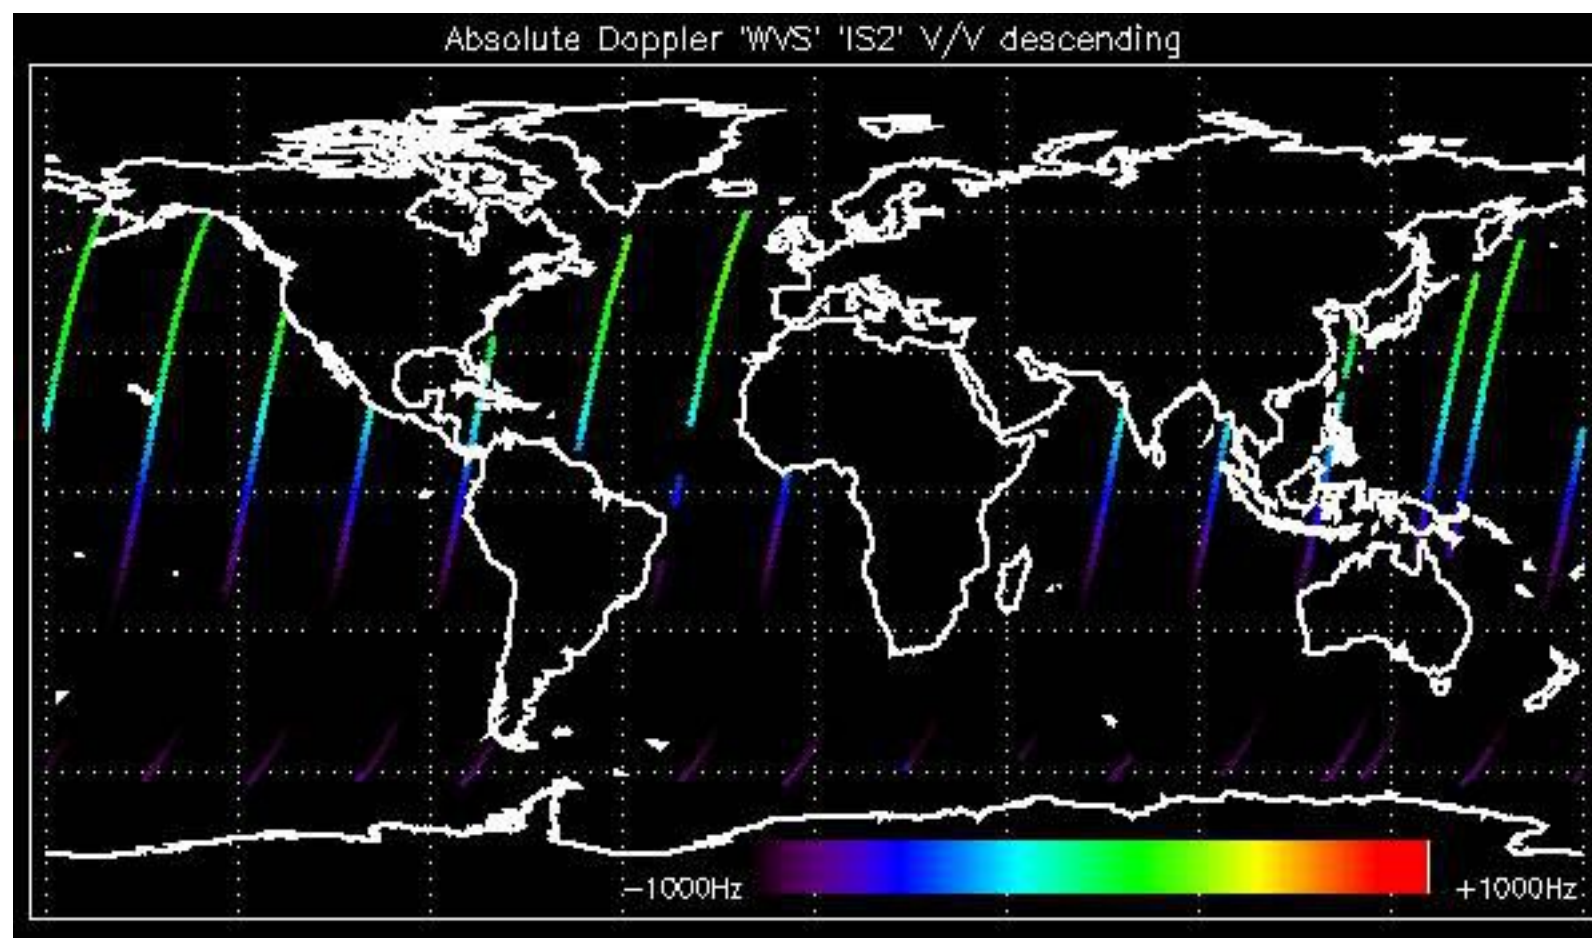 Absolute Doppler 'WVS' 'IS2' V/V descending
-1000Hz +1000Hz